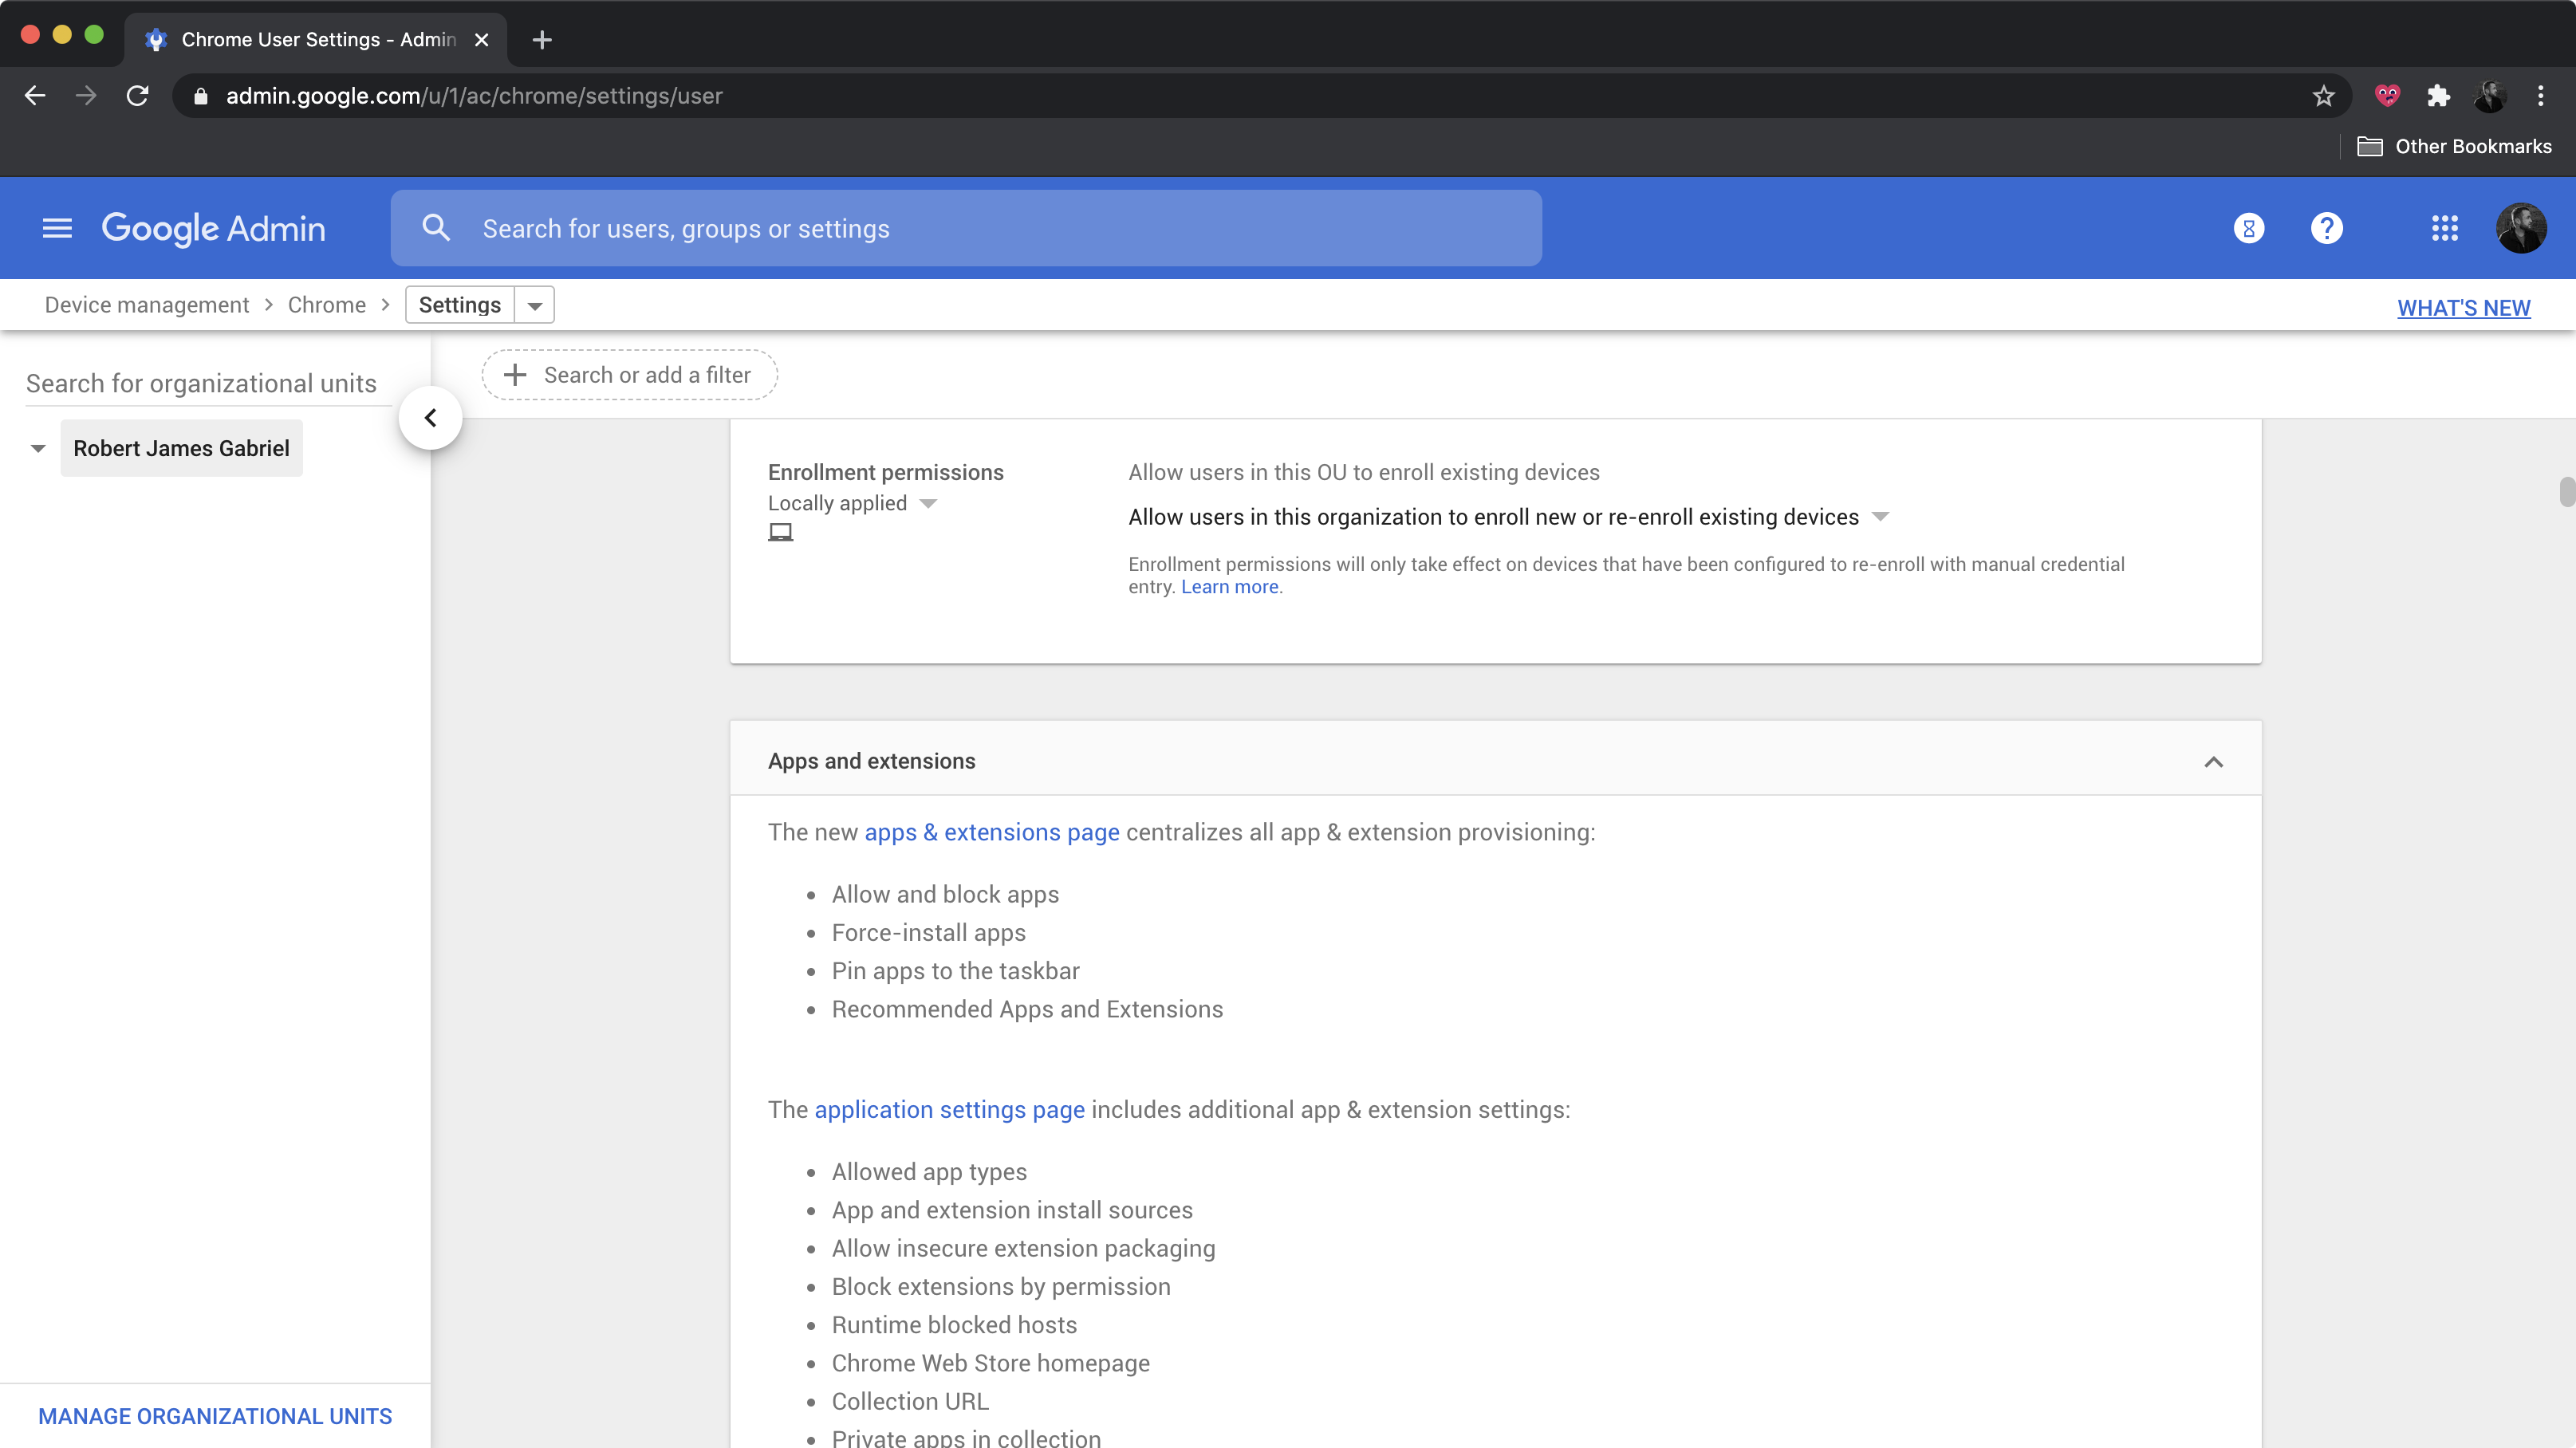 Chrome User Settings - Admin
admin.google.com/u/1/ac/chrome/settings/user
Other Bookmarks
Google Admin
Search for users, groups or settings
Device management > Chrome > Settings
WHAT'S NEW
Search for organizational units
Search or add a filter
Robert James Gabriel
Enrollment permissions
Locally applied
Allow users in this OU to enroll existing devices
Allow users in this organization to enroll new or re-enroll existing devices
Enrollment permissions will only take effect on devices that have been configured to re-enroll with manual credential
entry. Learn more.
Apps and extensions
The new apps & extensions page centralizes all app & extension provisioning:
• Allow and block apps
• Force-install apps
• Pin apps to the taskbar
• Recommended Apps and Extensions
The application settings page includes additional app & extension settings:
• Allowed app types
• App and extension install sources
• Allow insecure extension packaging
• Block extensions by permission
• Runtime blocked hosts
• Chrome Web Store homepage
• Collection URL
• Private apps in collection
MANAGE ORGANIZATIONAL UNITS